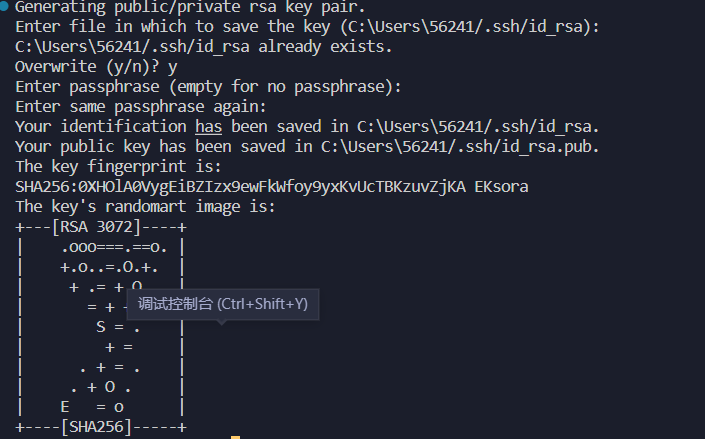 Generating public/private rsa key pair.
Enter file in which to save the key (C:\Users\56241/.ssh/id_rsa):
C:\Users\56241/.ssh/id_rsa already exists.
Overwrite (y/n)? y
Enter passphrase (empty for no passphrase):
Enter same passphrase again:
Your identification has been saved in C:\Users\56241/.ssh/id_rsa.
Your public key has been saved in C:\Users\56241/.ssh/id_rsa.pub.
The key fingerprint is:
SHA256:0XHOlA0VygEiBZIzx9ewFkWfoy9yxKvUcTBKzuvZjKA EKsora
The key's randomart image is:
+---[RSA 3072]----+
|    .ooo===.==o. |
|    +.o..=.O.+.  |
|     + .= + O    |
|       = + 
调试控制台 (Ctrl+Shift+Y)
|        S = .    |
|         + =     |
|      . + = .    |
|     . + O .     |
|    E   = o      |
+----[SHA256]-----+